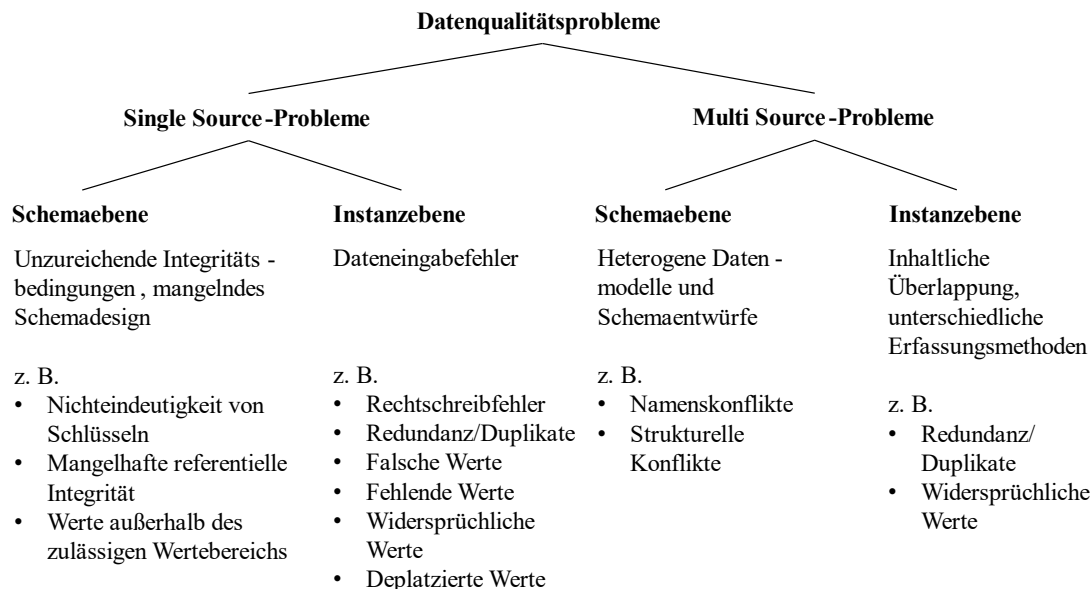 Datenqualitätsprobleme
Single Source-Probleme
Multi Source-Probleme
Schemaebene
Unzureichende Integritäts -
bedingungen , mangelndes
Schemadesign
z. B.
• Nichteindeutigkeit von
Schlüsseln
• Mangelhafte referentielle
Integrität
• Werte außerhalb des
zulässigen Wertebereichs
Instanzebene
Dateneingabefehler
z. B.
• Rechtschreibfehler
• Redundanz/Duplikate
• Falsche Werte
• Fehlende Werte
• Widersprüchliche
Werte
• Deplatzierte Werte
Schemaebene
Heterogene Daten -
modelle und
Schemaentwürfe
z. B.
• Namenskonflikte
• Strukturelle
Konflikte
Instanzebene
Inhaltliche
Überlappung,
unterschiedliche
Erfassungsmethoden
z. B.
• Redundanz/
Duplikate
• Widersprüchliche
Werte